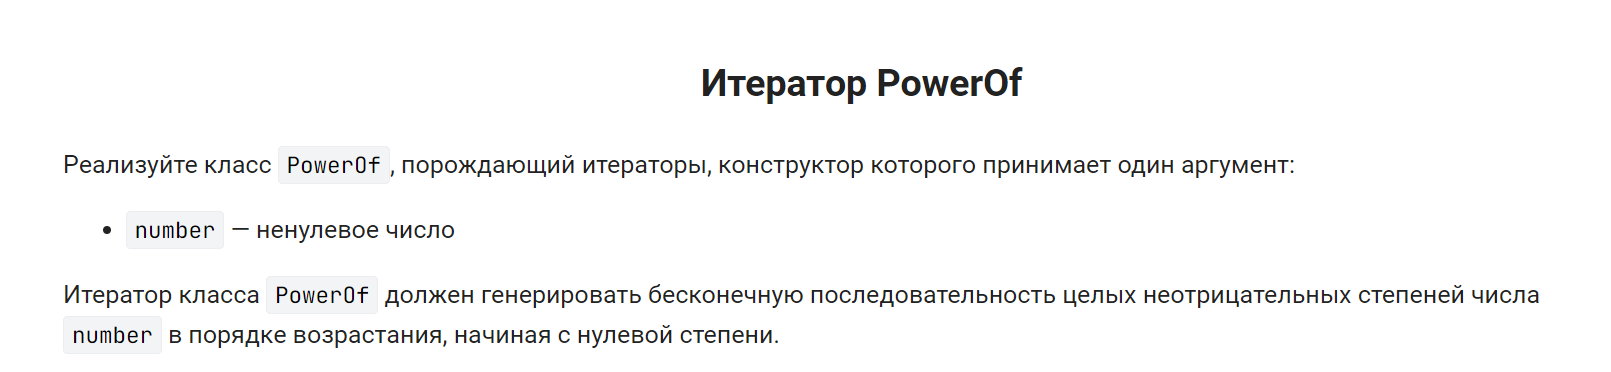 Итератор PowerOf
Реализуйте класс PowerOf, порождающий итераторы, конструктор которого принимает один аргумент:
• number — ненулевое число
Итератор класса PowerOf должен генерировать бесконечную последовательность целых неотрицательных степеней числа
number в порядке возрастания, начиная с нулевой степени.